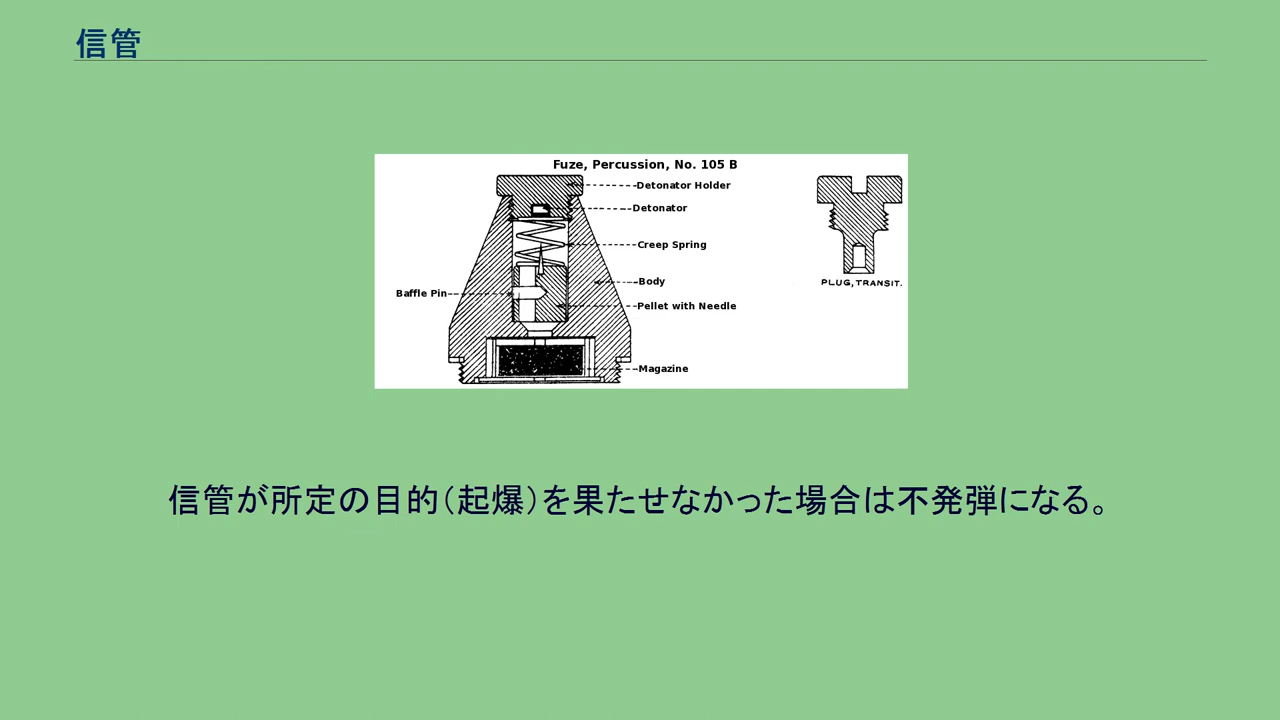 信管
Fuze, Percussion, No. 105 B
Detonator Holder
Detonator
Creep Spring
Body
Baffle Pin
Pellet with Needle
Magazine
PLUG, TRANSIT.
信管が所定の目的（起爆）を果たせなかった場合は不発弾になる。